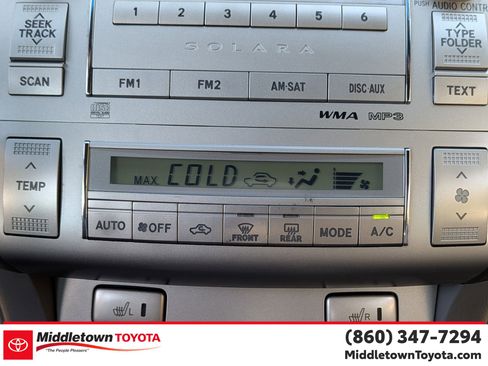 1 2 3 4 5 6
PUSH AUDIO CONTR
SEEK
TRACK
TYPE
FOLDER
SOLARA
SCAN
FM1 FM2 AM·SAT DISC AUX
TEXT
WMA MP3
TEMP
MAX COLD
AUTO OFF FRONT REAR MODE A/C
L R
Middletown TOYOTA
"The People Pleasers"
(860) 347-7294
MiddletownToyota.com